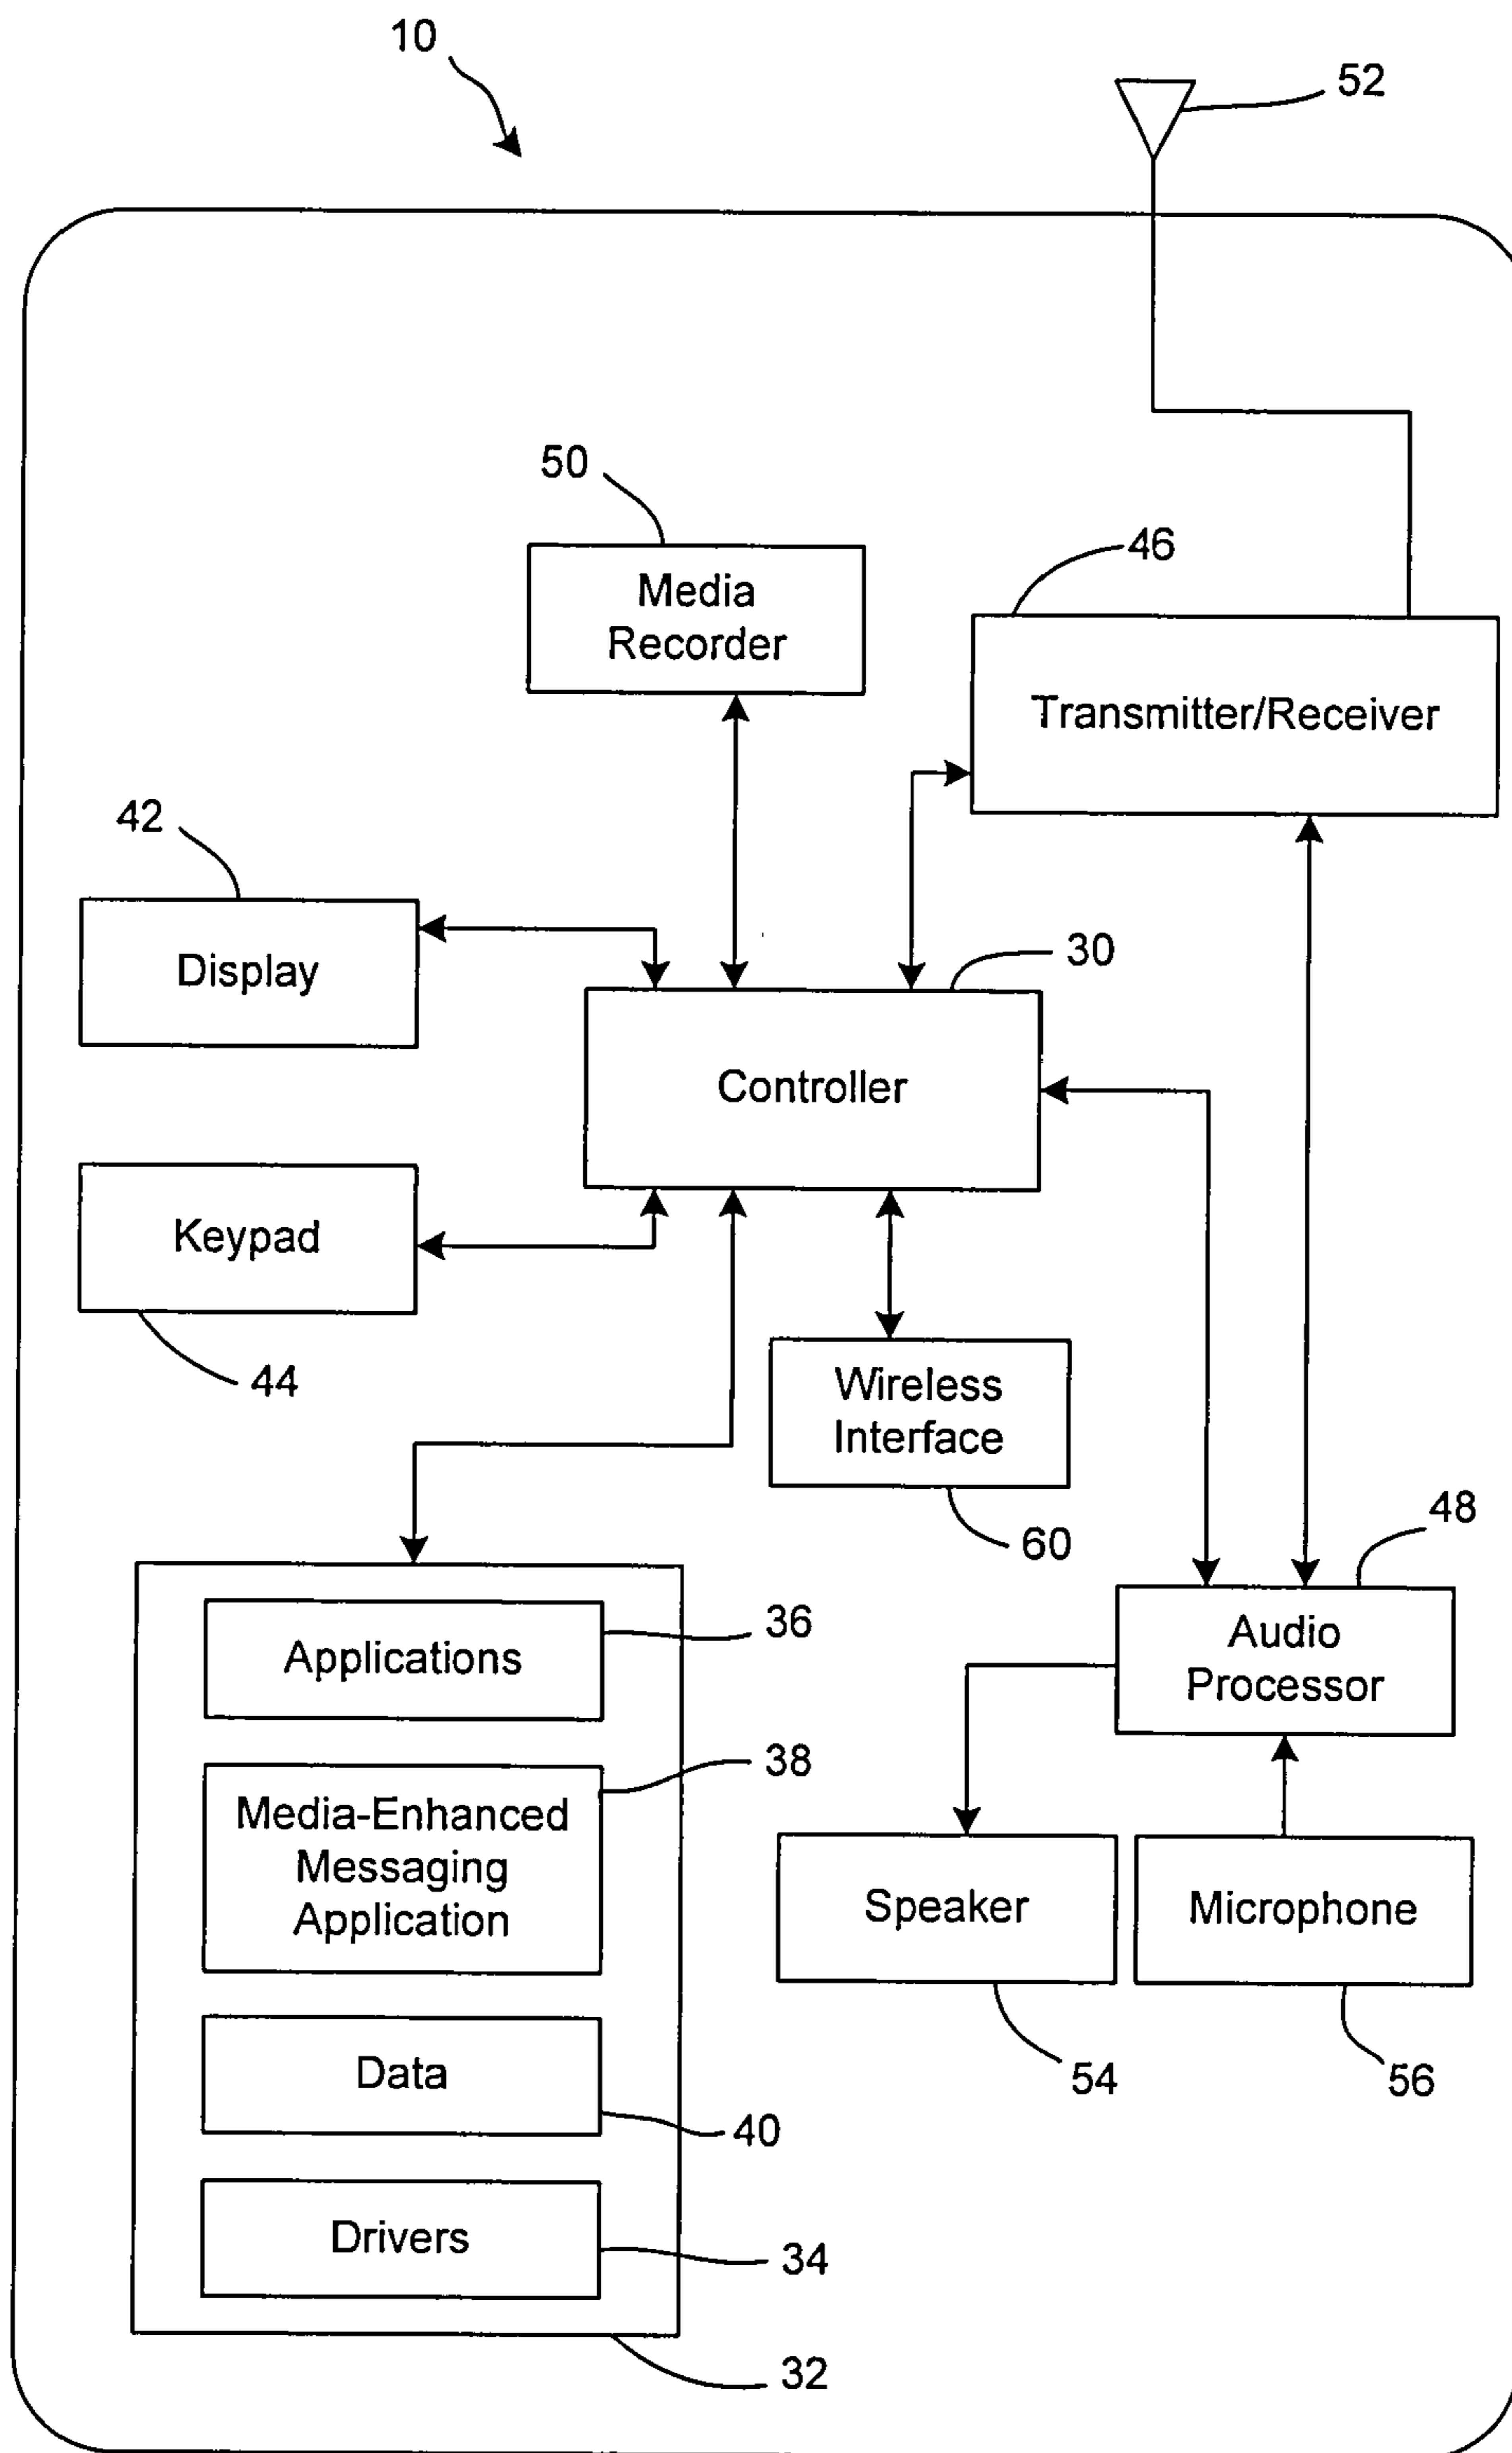 10
52
50
Media
Recorder
46
Transmitter/Receiver
42
Display
30
Controller
Keypad
44
Wireless
Interface
60
48
Audio
Processor
Applications
36
Media-Enhanced
Messaging
Application
38
Speaker
Microphone
54
56
Data
40
Drivers
34
32